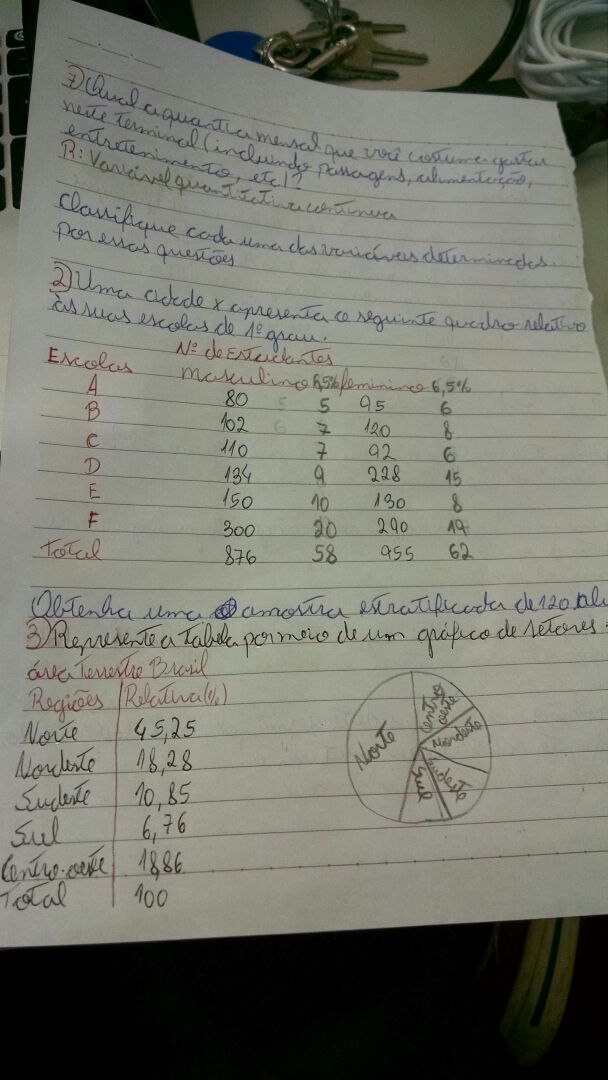 7) Qual a quantia mensal que você costuma gastar
neste terminal (incluindo passagens, alimentação,
entretenimento, etc)?
R: Variável quantitativa contínua
Classifique cada uma das variáveis determinadas
por essas questões
2) Uma cidade x apresenta o seguinte quadro relativo
às suas escolas de 1º grau.
Nº de Estudantes
Escolas masculino 6,5% feminino 6,5%
A 80 5 95 6
B 102 7 120 8
C 110 7 92 6
D 134 9 228 15
E 150 10 130 8
F 300 20 290 19
Total 876 58 955 62
Obtenha uma amostra estratificada de 120 alu
3) Represente a tabela por meio de um gráfico de setores:
área Terrestre Brasil
Regiões Relativa (%)
Norte 45,25
Nordeste 18,28
Sudeste 10,85
Sul 6,76
Centro-oeste 18,86
Total 100
Centro
oeste
Nordeste
Norte
Sudeste
Sul